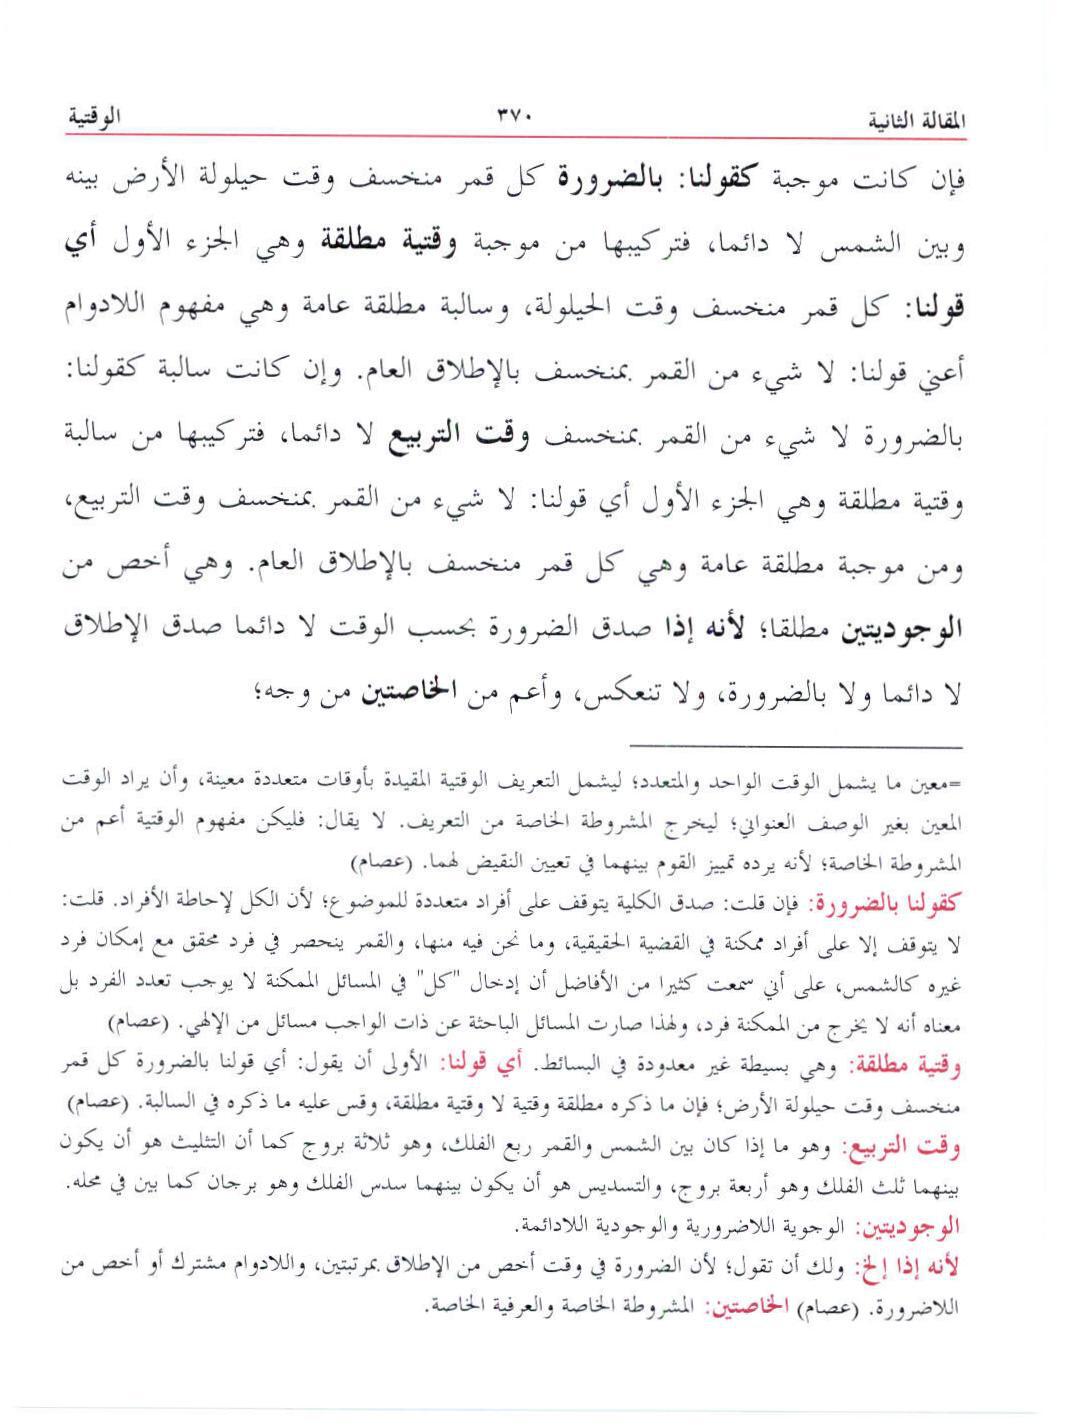 المقالة الثانية ٣٧٠ الوقتية
فإن كانت موجبة كقولنا: بالضرورة كل قمر منخسف وقت حيلولة الأرض بينه
وبين الشمس لا دائما، فتركيبها من موجبة وقتية مطلقة وهي الجزء الأول أي
قولنا: كل قمر منخسف وقت الحيلولة، وسالبة مطلقة عامة وهي مفهوم اللادوام
أعني قولنا: لا شيء من القمر بمنخسف بالإطلاق العام. وإن كانت سالبة كقولنا:
بالضرورة لا شيء من القمر بمنخسف وقت التربيع لا دائما، فتركيبها من سالبة
وقتية مطلقة وهي الجزء الأول أي قولنا: لا شيء من القمر بمنخسف وقت التربيع،
ومن موجبة مطلقة عامة وهي كل قمر منخسف بالإطلاق العام. وهي أخص من
الوجوديتين مطلقا؛ لأنه إذا صدق الضرورة بحسب الوقت لا دائما صدق الإطلاق
لا دائما ولا بالضرورة، ولا تنعكس، وأعم من الخاصتين من وجه؛
=معين ما يشمل الوقت الواحد والمتعدد؛ ليشمل التعريف الوقتية المقيدة بأوقات متعددة معينة، وأن يراد الوقت
المعين بغير الوصف العنواني؛ ليخرج المشروطة الخاصة من التعريف. لا يقال: فليكن مفهوم الوقتية أعم من
المشروطة الخاصة؛ لأنه يرده تمييز القوم بينهما في تعيين النقيض لهما. (عصام)
كقولنا بالضرورة: فإن قلت: صدق الكلية يتوقف على أفراد متعددة للموضوع؛ لأن الكل لإحاطة الأفراد. قلت:
لا يتوقف إلا على أفراد ممكنة في القضية الحقيقية، وما نحن فيه منها، والقمر ينحصر في فرد محقق مع إمكان فرد
غيره كالشمس، على أني سمعت كثيرا من الأفاضل أن إدخال "كل" في المسائل الممكنة لا يوجب تعدد الفرد بل
معناه أنه لا يخرج من الممكنة فرد، ولهذا صارت المسائل الباحثة عن ذات الواجب مسائل من الإلهي. (عصام)
وقتية مطلقة: وهي بسيطة غير معدودة في البسائط. أي قولنا: الأولى أن يقول: أي قولنا بالضرورة كل قمر
منخسف وقت حيلولة الأرض؛ فإن ما ذكره مطلقة وقتية لا وقتية مطلقة، وقس عليه ما ذكره في السالبة. (عصام)
وقت التربيع: وهو ما إذا كان بين الشمس والقمر ربع الفلك، وهو ثلاثة بروج كما أن التثليث هو أن يكون
بينهما ثلث الفلك وهو أربعة بروج، والتسديس هو أن يكون بينهما سدس الفلك وهو برجان كما بين في محله.
الوجوديتين: الوجوية اللاضرورية والوجودية اللادائمة.
لأنه إذا إلخ: ولك أن تقول؛ لأن الضرورة في وقت أخص من الإطلاق بمرتبتين، واللادوام مشترك أو أخص من
اللاضرورة. (عصام) الخاصتين: المشروطة الخاصة والعرفية الخاصة.